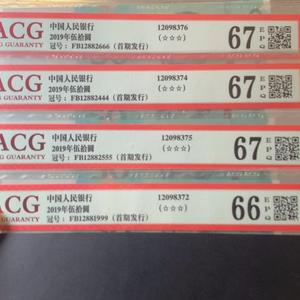 ACG 中国人民银行 12098376 67 EPQ
2019年伍拾圆 (☆☆☆)
GUARANTY 冠号：FB12882666（首期发行）
ACG 中国人民银行 12098374 67 EPQ
2019年伍拾圆 (☆☆☆)
GUARANTY 冠号：FB12882444（首期发行）
ACG 中国人民银行 12098375 67 EPQ
2019年伍拾圆 (☆☆☆)
G GUARANTY 冠号：FB12882555（首期发行）
ACG 中国人民银行 12098372 66 EPQ
2019年伍拾圆 (☆☆☆)
GUARANTY 冠号：FB12881999（首期发行）